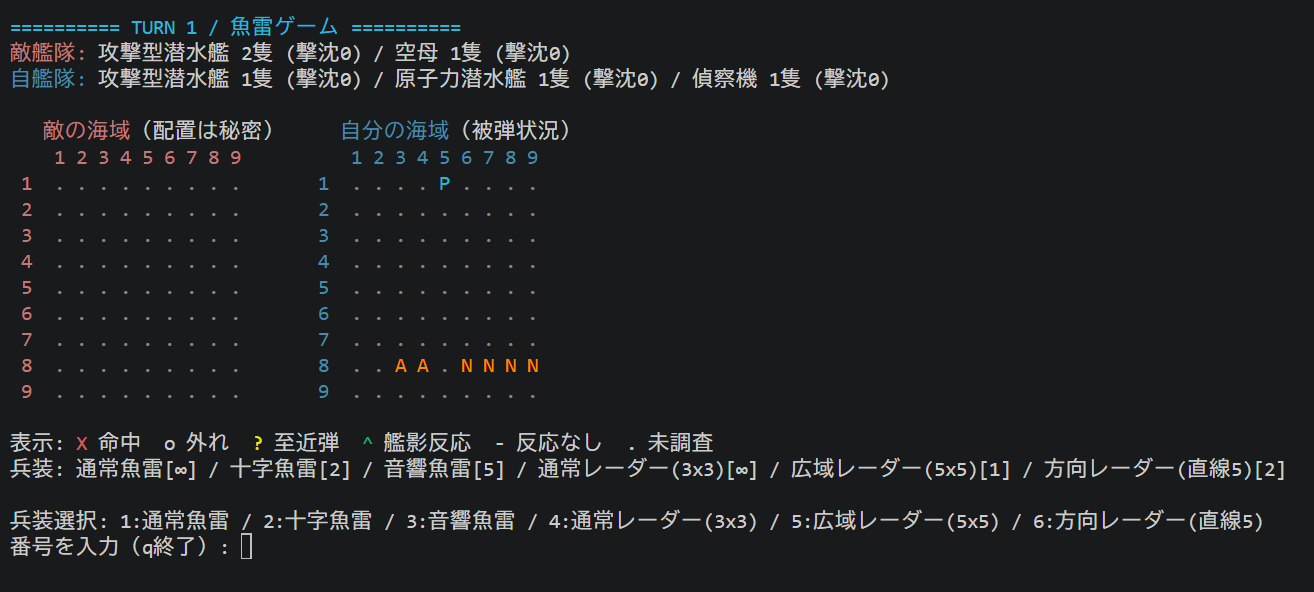 ========== TURN 1 / 魚雷ゲーム ==========
敵艦隊: 攻撃型潜水艦 2隻 (撃沈0) / 空母 1隻 (撃沈0)
自艦隊: 攻撃型潜水艦 1隻 (撃沈0) / 原子力潜水艦 1隻 (撃沈0) / 偵察機 1隻 (撃沈0)
敵の海域（配置は秘密） 自分の海域（被弾状況）
1 2 3 4 5 6 7 8 9 1 2 3 4 5 6 7 8 9
1 . . . . . . . . . 1 . . . . P . . . .
2 . . . . . . . . . 2 . . . . . . . . .
3 . . . . . . . . . 3 . . . . . . . . .
4 . . . . . . . . . 4 . . . . . . . . .
5 . . . . . . . . . 5 . . . . . . . . .
6 . . . . . . . . . 6 . . . . . . . . .
7 . . . . . . . . . 7 . . . . . . . . .
8 . . . . . . . . . 8 . . A A . N N N N
9 . . . . . . . . . 9 . . . . . . . . .
表示: X 命中 o 外れ ? 至近弾 ^ 艦影反応 - 反応なし . 未調査
兵装: 通常魚雷[∞] / 十字魚雷[2] / 音響魚雷[5] / 通常レーダー(3x3)[∞] / 広域レーダー(5x5)[1] / 方向レーダー(直線5)[2]
兵装選択: 1:通常魚雷 / 2:十字魚雷 / 3:音響魚雷 / 4:通常レーダー(3x3) / 5:広域レーダー(5x5) / 6:方向レーダー(直線5)
番号を入力（q終了）: